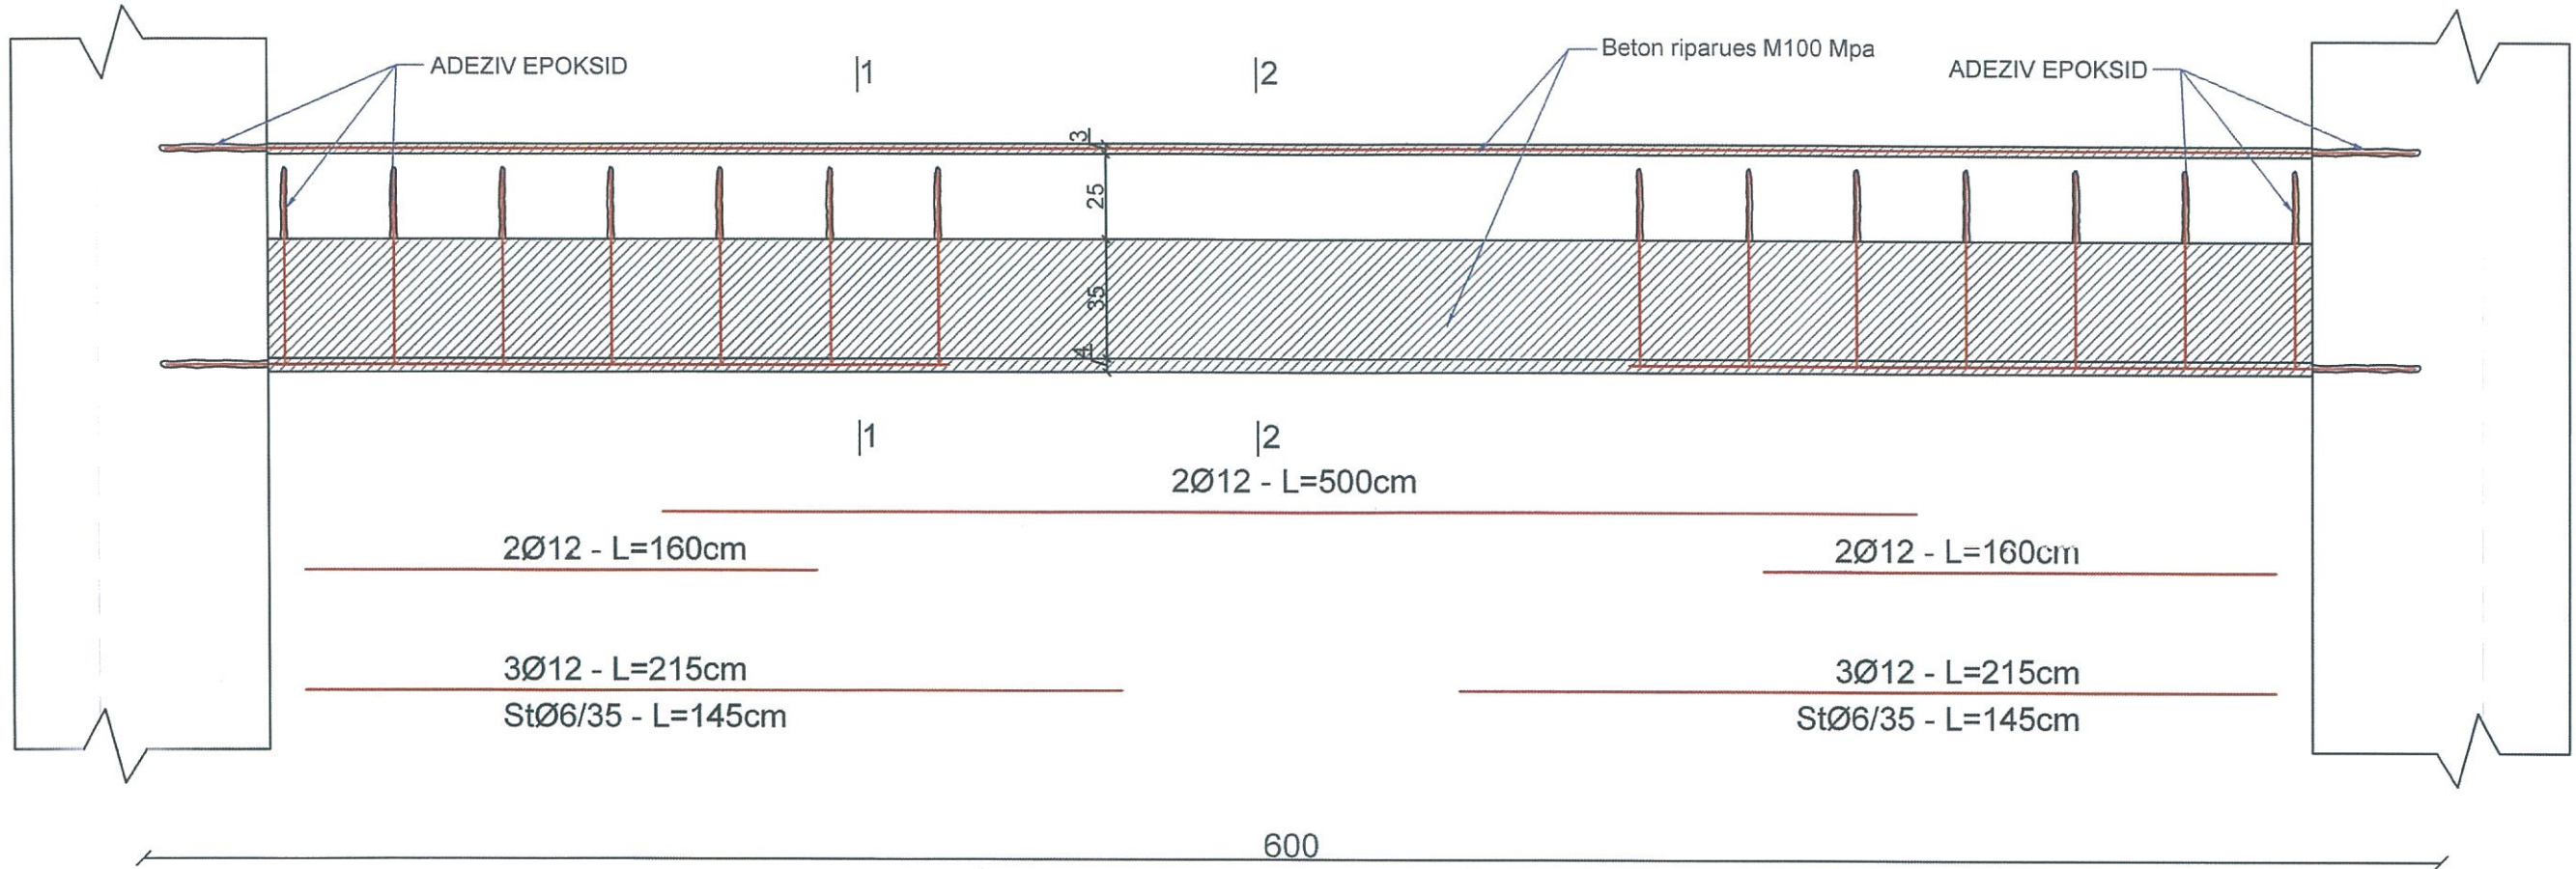 ADEZIV EPOKSID
Beton riparues M100 Mpa
ADEZIV EPOKSID
1
2
3
25
35
4
1
2
2Ø12 - L=500cm
2Ø12 - L=160cm
2Ø12 - L=160cm
3Ø12 - L=215cm
3Ø12 - L=215cm
StØ6/35 - L=145cm
StØ6/35 - L=145cm
600